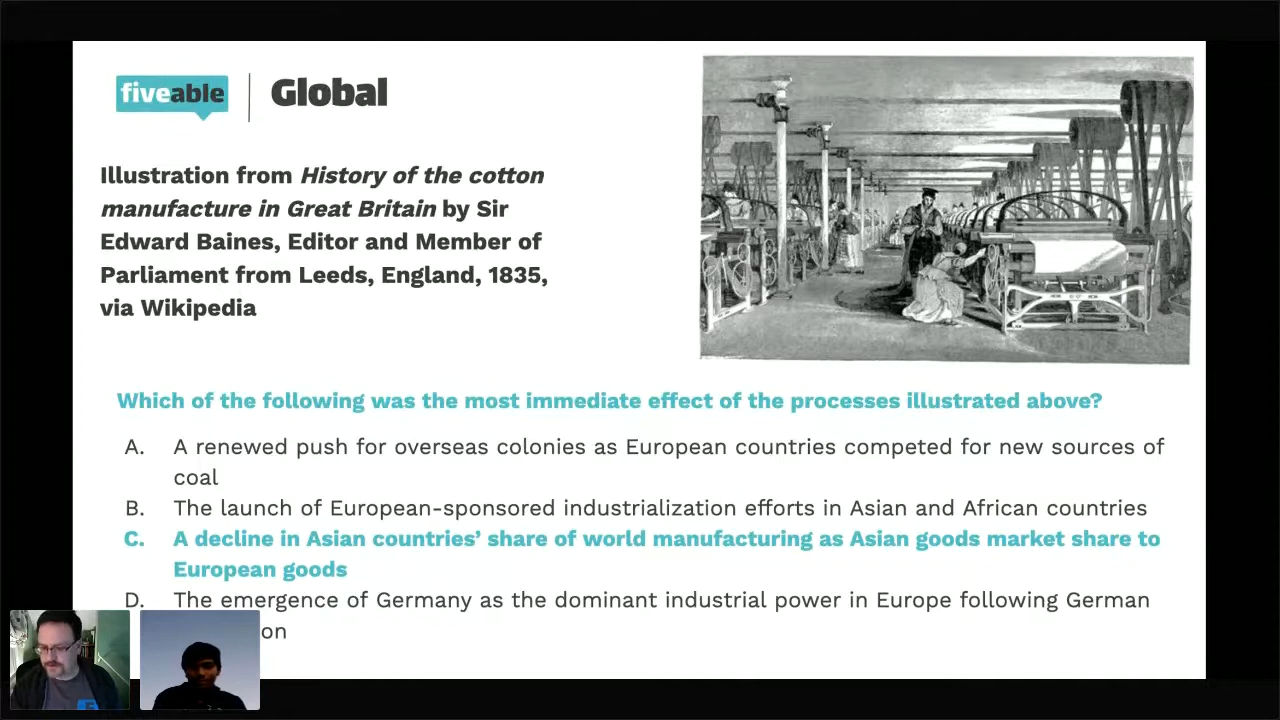 fiveable
Global
Illustration from History of the cotton
manufacture in Great Britain by Sir
Edward Baines, Editor and Member of
Parliament from Leeds, England, 1835,
via Wikipedia
Which of the following was the most immediate effect of the processes illustrated above?
A. A renewed push for overseas colonies as European countries competed for new sources of
coal
B. The launch of European-sponsored industrialization efforts in Asian and African countries
C. A decline in Asian countries’ share of world manufacturing as Asian goods market share to
European goods
D. The emergence of Germany as the dominant industrial power in Europe following German
on